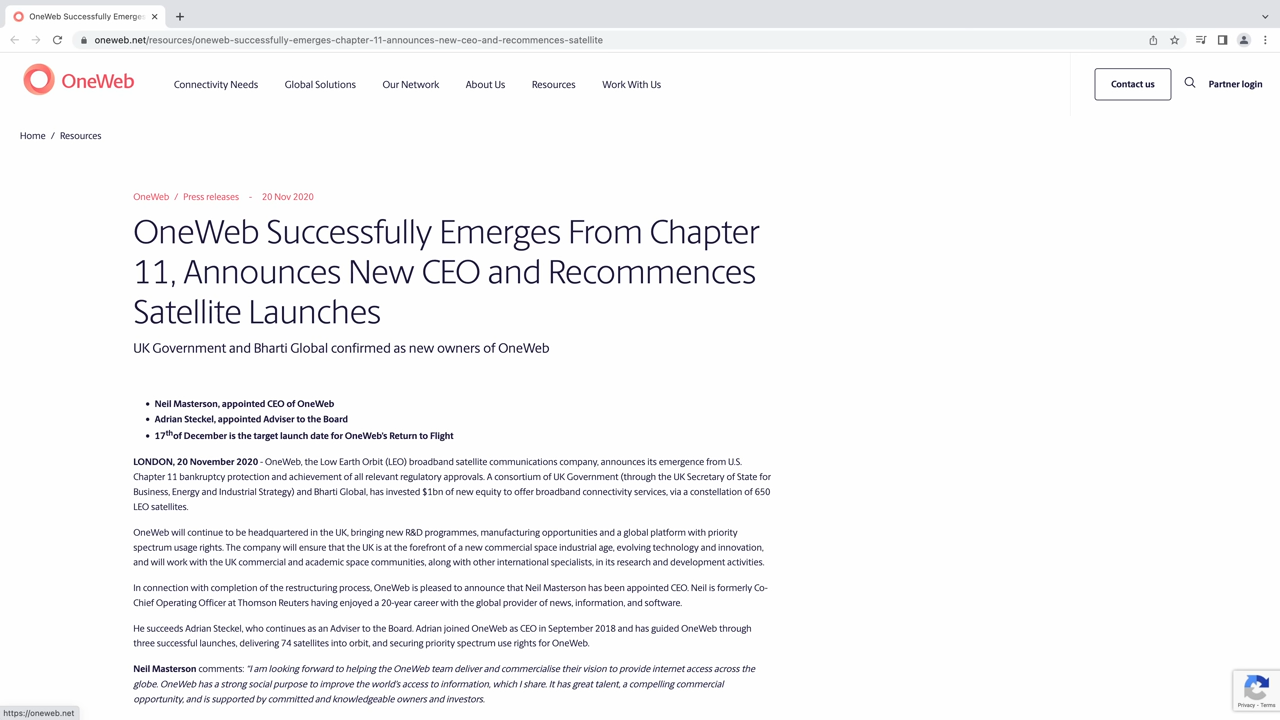 OneWeb Successfully Emerges
oneweb.net/resources/oneweb-successfully-emerges-chapter-11-announces-new-ceo-and-recommences-satellite
OneWeb
Connectivity Needs
Global Solutions
Our Network
About Us
Resources
Work With Us
Contact us
Partner login
Home / Resources
OneWeb / Press releases - 20 Nov 2020
OneWeb Successfully Emerges From Chapter
11, Announces New CEO and Recommences
Satellite Launches
UK Government and Bharti Global confirmed as new owners of OneWeb
• Neil Masterson, appointed CEO of OneWeb
• Adrian Steckel, appointed Adviser to the Board
• 17th of December is the target launch date for OneWeb's Return to Flight
LONDON, 20 November 2020 - OneWeb, the Low Earth Orbit (LEO) broadband satellite communications company, announces its emergence from U.S.
Chapter 11 bankruptcy protection and achievement of all relevant regulatory approvals. A consortium of UK Government (through the UK Secretary of State for
Business, Energy and Industrial Strategy) and Bharti Global, has invested $1bn of new equity to offer broadband connectivity services, via a constellation of 650
LEO satellites.
OneWeb will continue to be headquartered in the UK, bringing new R&D programmes, manufacturing opportunities and a global platform with priority
spectrum usage rights. The company will ensure that the UK is at the forefront of a new commercial space industrial age, evolving technology and innovation,
and will work with the UK commercial and academic space communities, along with other international specialists, in its research and development activities.
In connection with completion of the restructuring process, OneWeb is pleased to announce that Neil Masterson has been appointed CEO. Neil is formerly Co-
Chief Operating Officer at Thomson Reuters having enjoyed a 20-year career with the global provider of news, information, and software.
He succeeds Adrian Steckel, who continues as an Adviser to the Board. Adrian joined OneWeb as CEO in September 2018 and has guided OneWeb through
three successful launches, delivering 74 satellites into orbit, and securing priority spectrum use rights for OneWeb.
Neil Masterson comments: "I am looking forward to helping the OneWeb team deliver and commercialise their vision to provide internet access across the
globe. OneWeb has a strong social purpose to improve the world's access to information, which I share. It has great talent, a compelling commercial
opportunity, and is supported by committed and knowledgeable owners and investors.
Privacy - Terms
https://oneweb.net